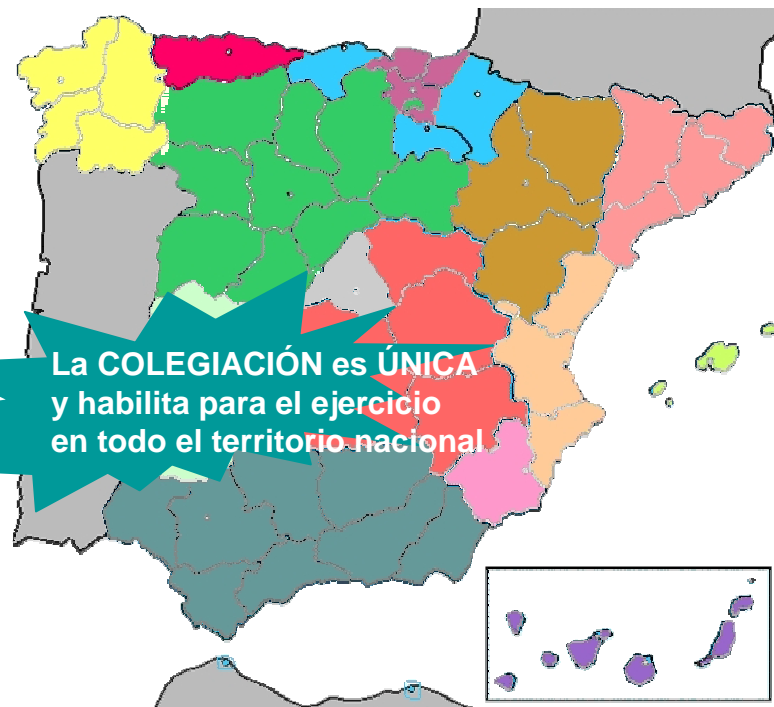 La COLEGIACIÓN es ÚNICA
y habilita para el ejercicio
en todo el territorio nacional